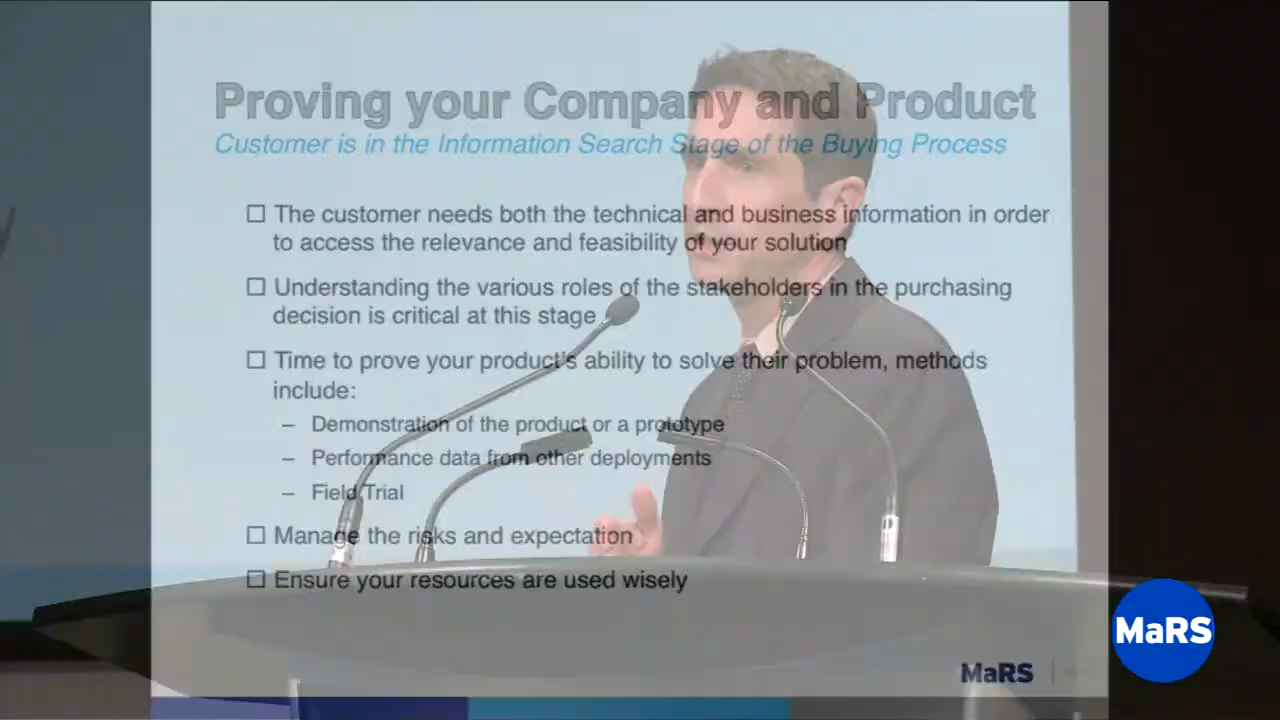 Proving your Company and Product
Customer is in the Information Search Stage of the Buying Process
☐ The customer needs both the technical and business information in order
to access the relevance and feasibility of your solution
☐ Understanding the various roles of the stakeholders in the purchasing
decision is critical at this stage
☐ Time to prove your product's ability to solve their problem, methods
include:
– Demonstration of the product or a prototype
– Performance data from other deployments
– Field Trial
☐ Manage the risks and expectation
☐ Ensure your resources are used wisely
MaRS
MaRS